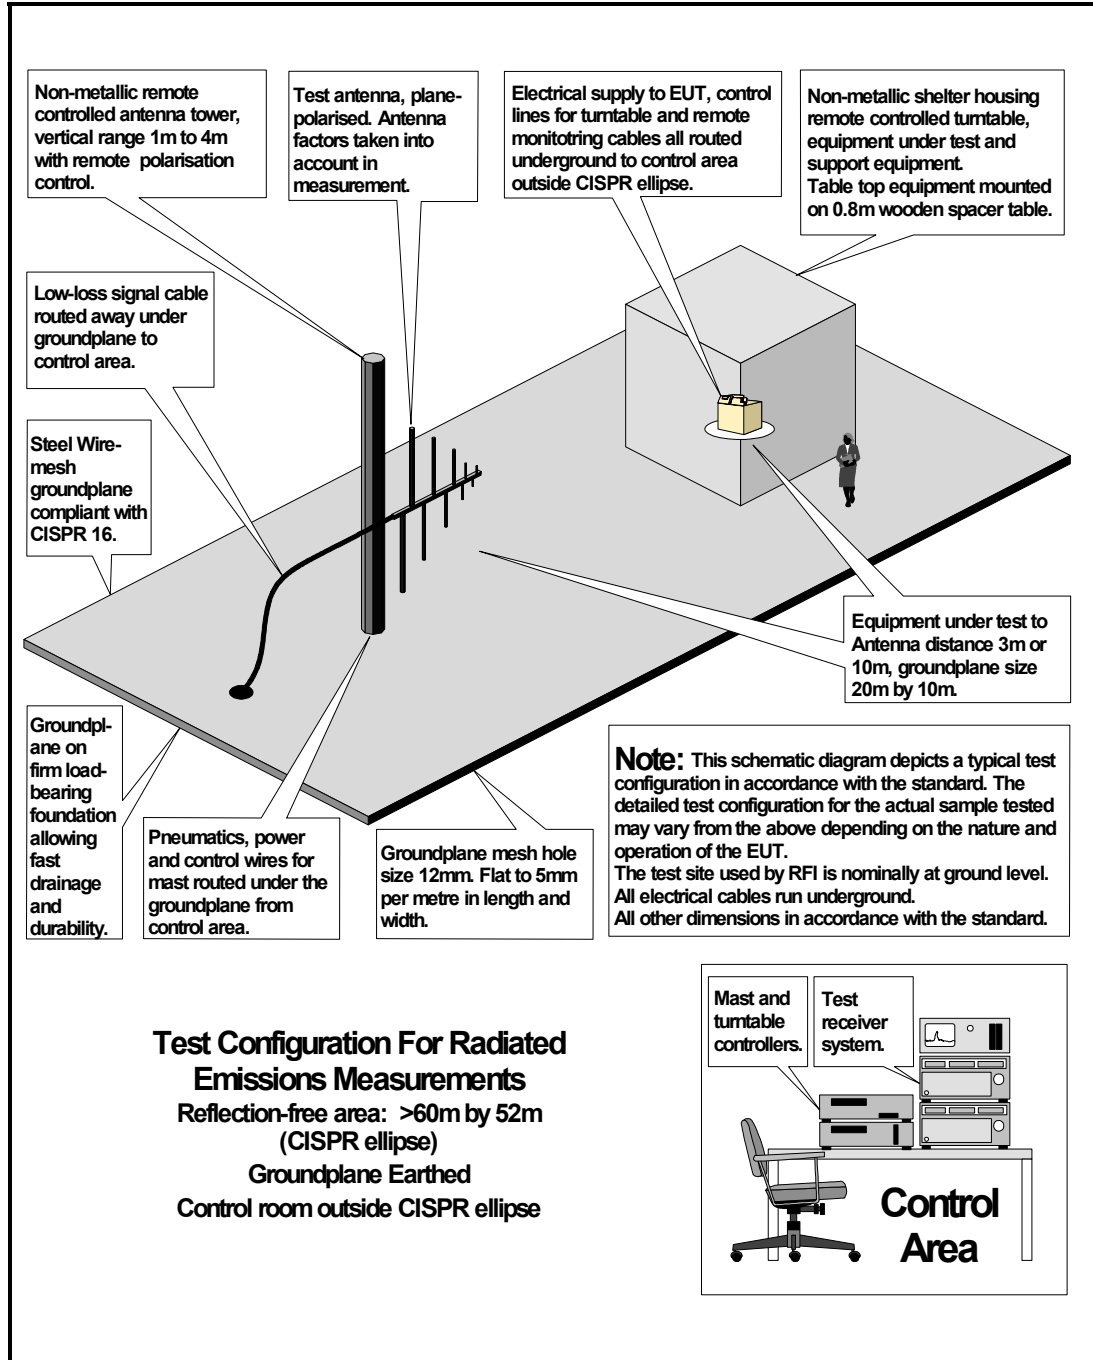 Non-metallic remote
controlled antenna tower,
vertical range 1m to 4m
with remote polarisation
control.
Test antenna, plane-
polarised. Antenna
factors taken into
account in
measurement.
Electrical supply to EUT, control
lines for turntable and remote
monitotring cables all routed
underground to control area
outside CISPR ellipse.
Non-metallic shelter housing
remote controlled turntable,
equipment under test and
support equipment.
Table top equipment mounted
on 0.8m wooden spacer table.
Low-loss signal cable
routed away under
groundplane to
control area.
Steel Wire-
mesh
groundplane
compliant with
CISPR 16.
Equipment under test to
Antenna distance 3m or
10m, groundplane size
20m by 10m.
Groundpl-
ane on
firm load-
bearing
foundation
allowing
fast
drainage
and
durability.
Pneumatics, power
and control wires for
mast routed under the
groundplane from
control area.
Groundplane mesh hole
size 12mm. Flat to 5mm
per metre in length and
width.
Note: This schematic diagram depicts a typical test
configuration in accordance with the standard. The
detailed test configuration for the actual sample tested
may vary from the above depending on the nature and
operation of the EUT.
The test site used by RFI is nominally at ground level.
All electrical cables run underground.
All other dimensions in accordance with the standard.
Test Configuration For Radiated
Emissions Measurements
Reflection-free area: >60m by 52m
(CISPR ellipse)
Groundplane Earthed
Control room outside CISPR ellipse
Mast and
turntable
controllers.
Test
receiver
system.
Control
Area